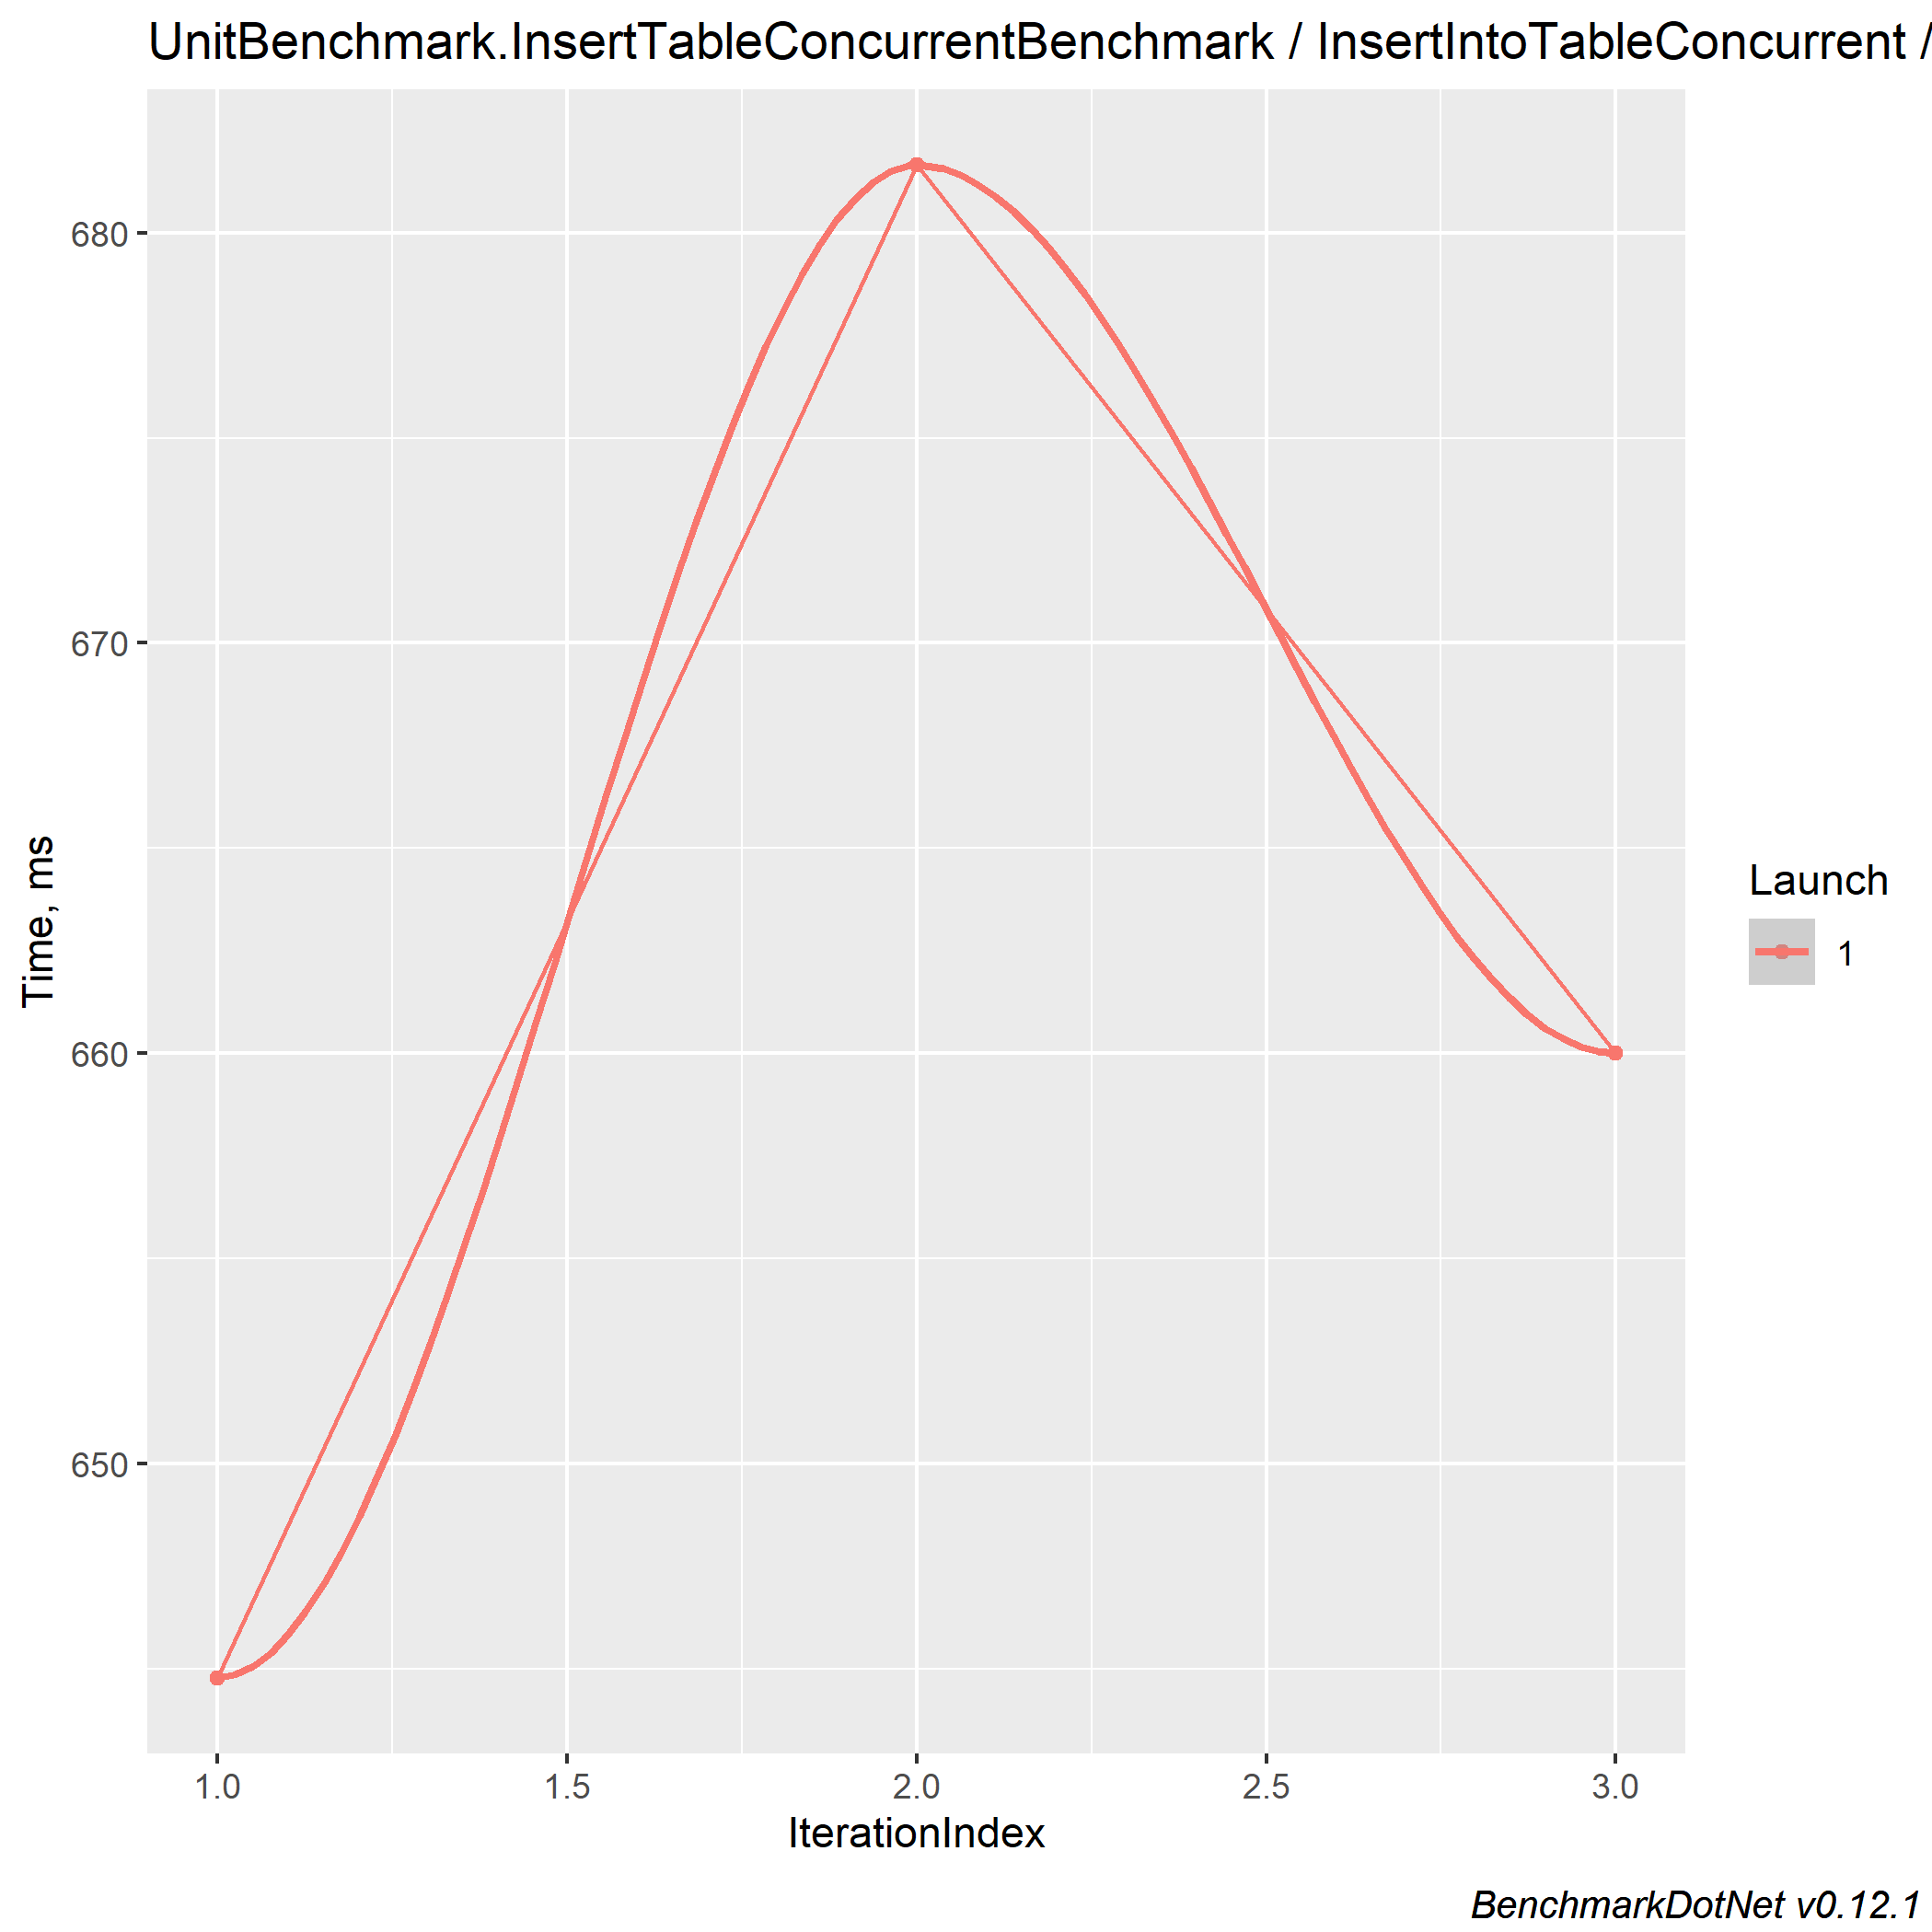 UnitBenchmark.InsertTableConcurrentBenchmark / InsertIntoTableConcurrent /
680
670
660
650
Time, ms
1.0 1.5 2.0 2.5 3.0
IterationIndex
Launch
1
BenchmarkDotNet v0.12.1